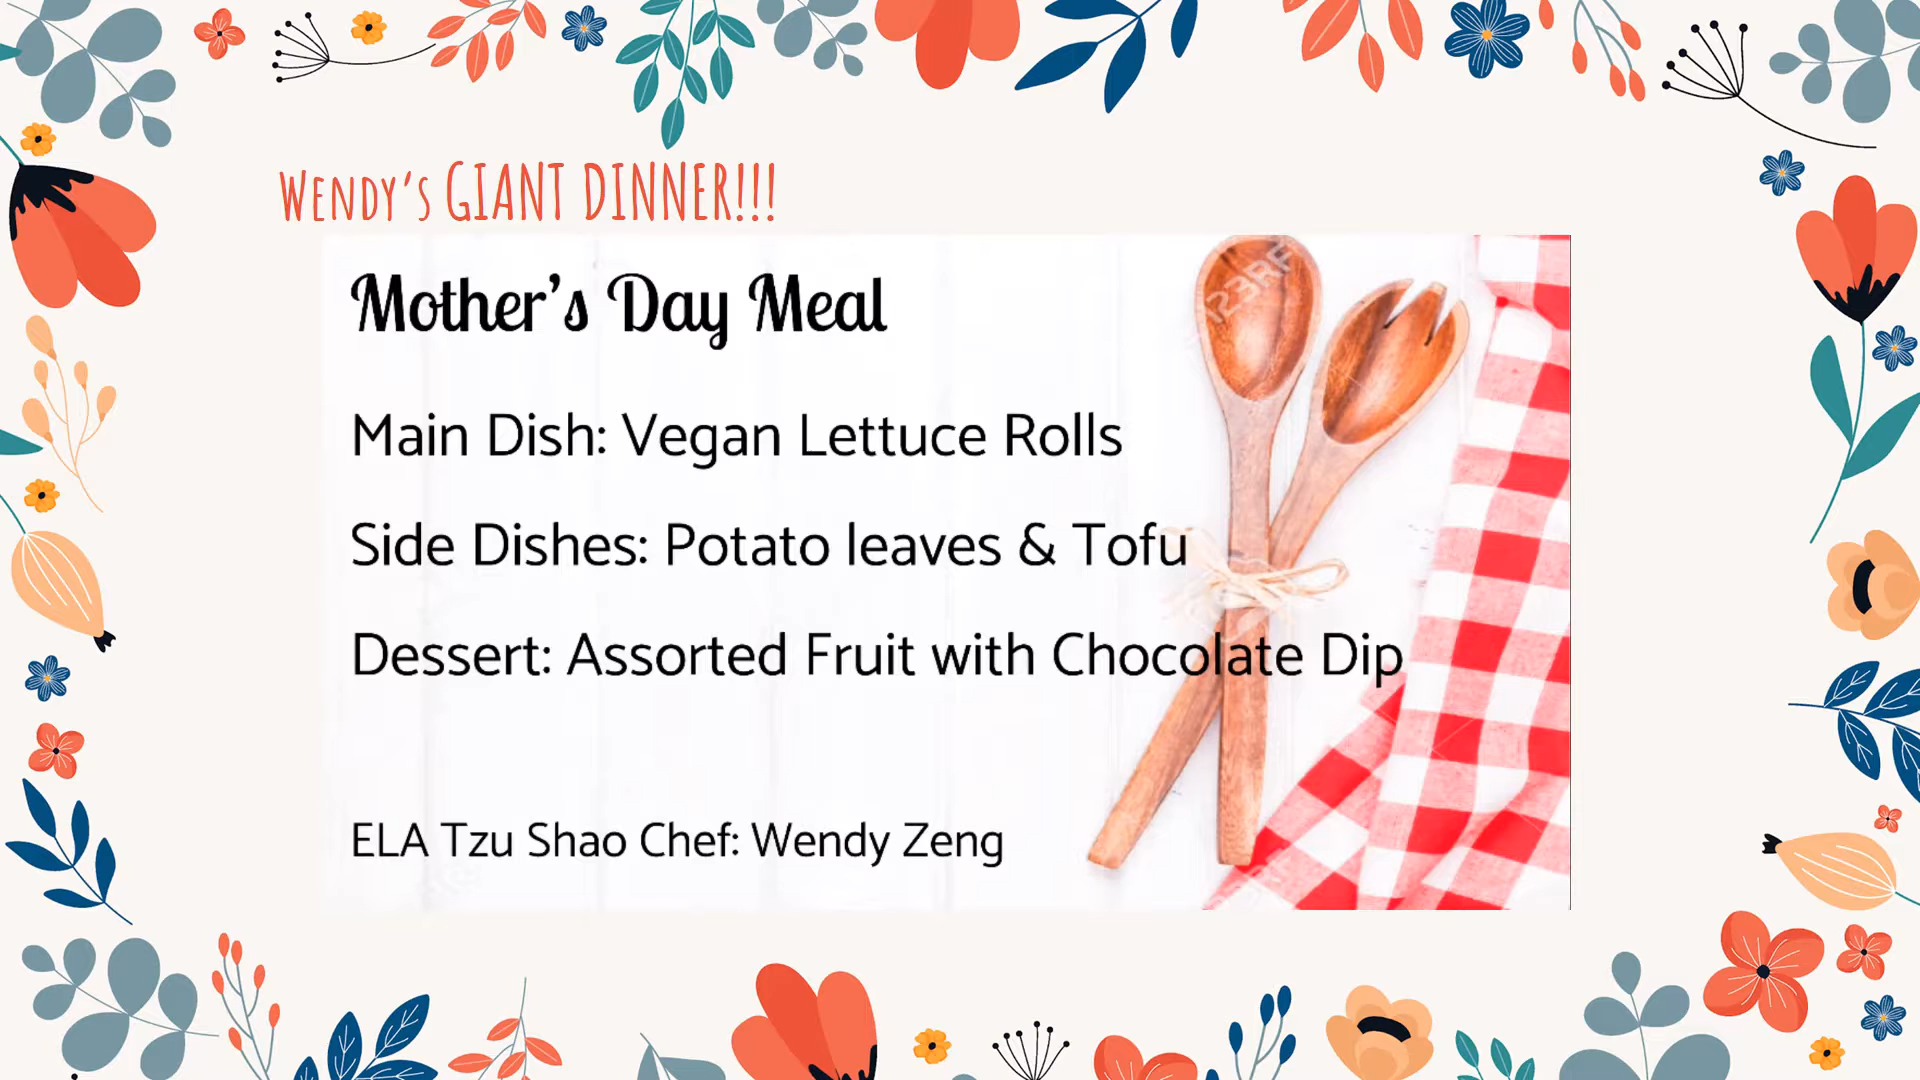 Wendy's GIANT DINNER!!!
Mother's Day Meal
Main Dish: Vegan Lettuce Rolls
Side Dishes: Potato leaves & Tofu
Dessert: Assorted Fruit with Chocolate Dip
ELA Tzu Shao Chef: Wendy Zeng
123RF